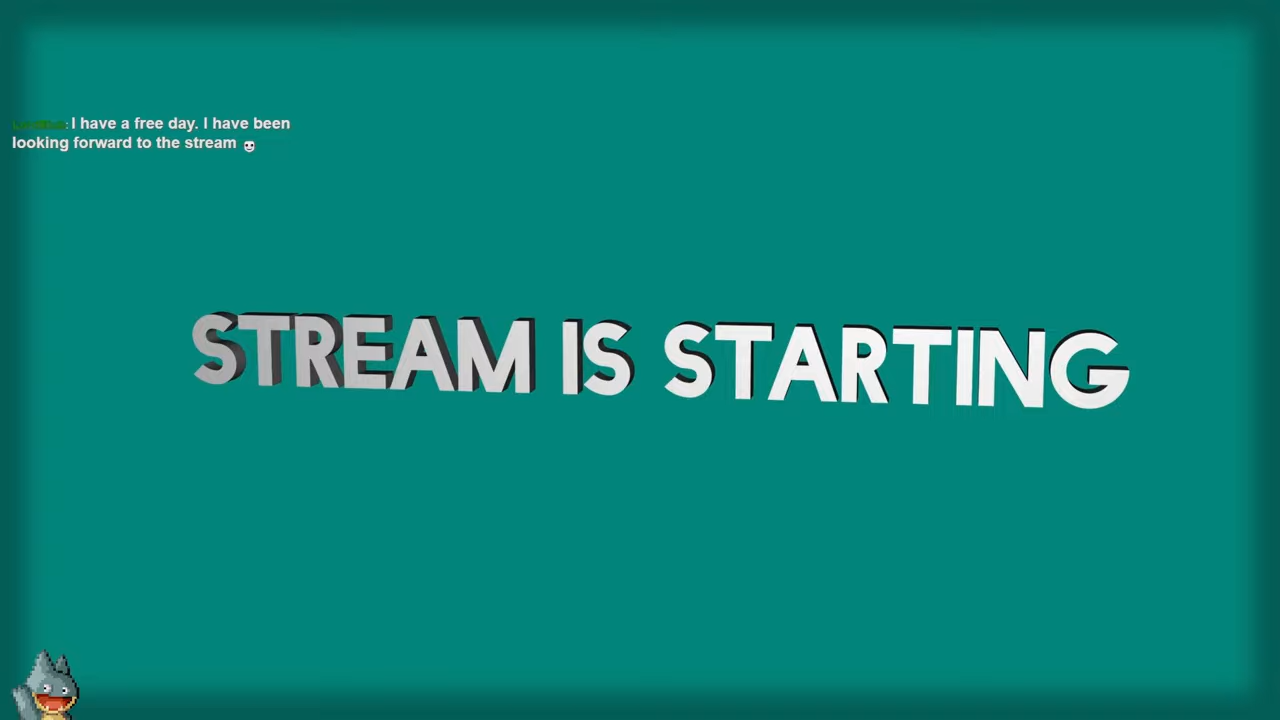 I have a free day. I have been
looking forward to the stream
STREAM IS STARTING